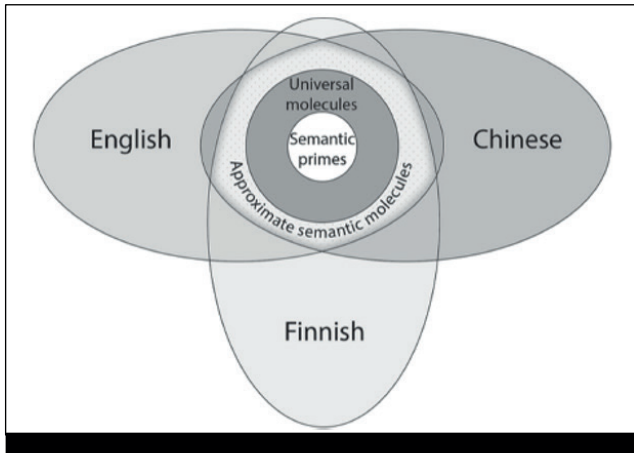 Universal
molecules
English
Semantic
primes
Chinese
Approximate semantic molecules
Finnish